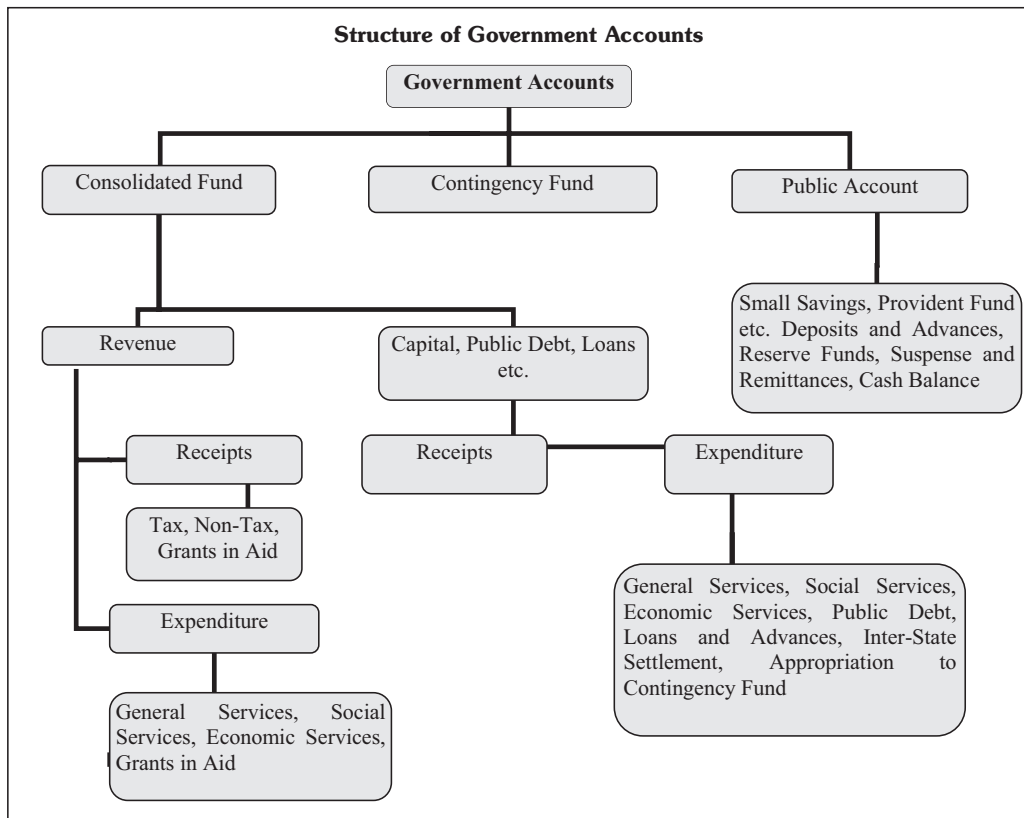 Structure of Government Accounts
Government Accounts
Consolidated Fund
Contingency Fund
Public Account
Small Savings, Provident Fund
etc. Deposits and Advances,
Reserve Funds, Suspense and
Remittances, Cash Balance
Revenue
Capital, Public Debt, Loans
etc.
Receipts
Tax, Non-Tax,
Grants in Aid
Expenditure
General Services, Social
Services, Economic Services,
Grants in Aid
Receipts
Expenditure
General Services, Social Services,
Economic Services, Public Debt,
Loans and Advances, Inter-State
Settlement, Appropriation to
Contingency Fund